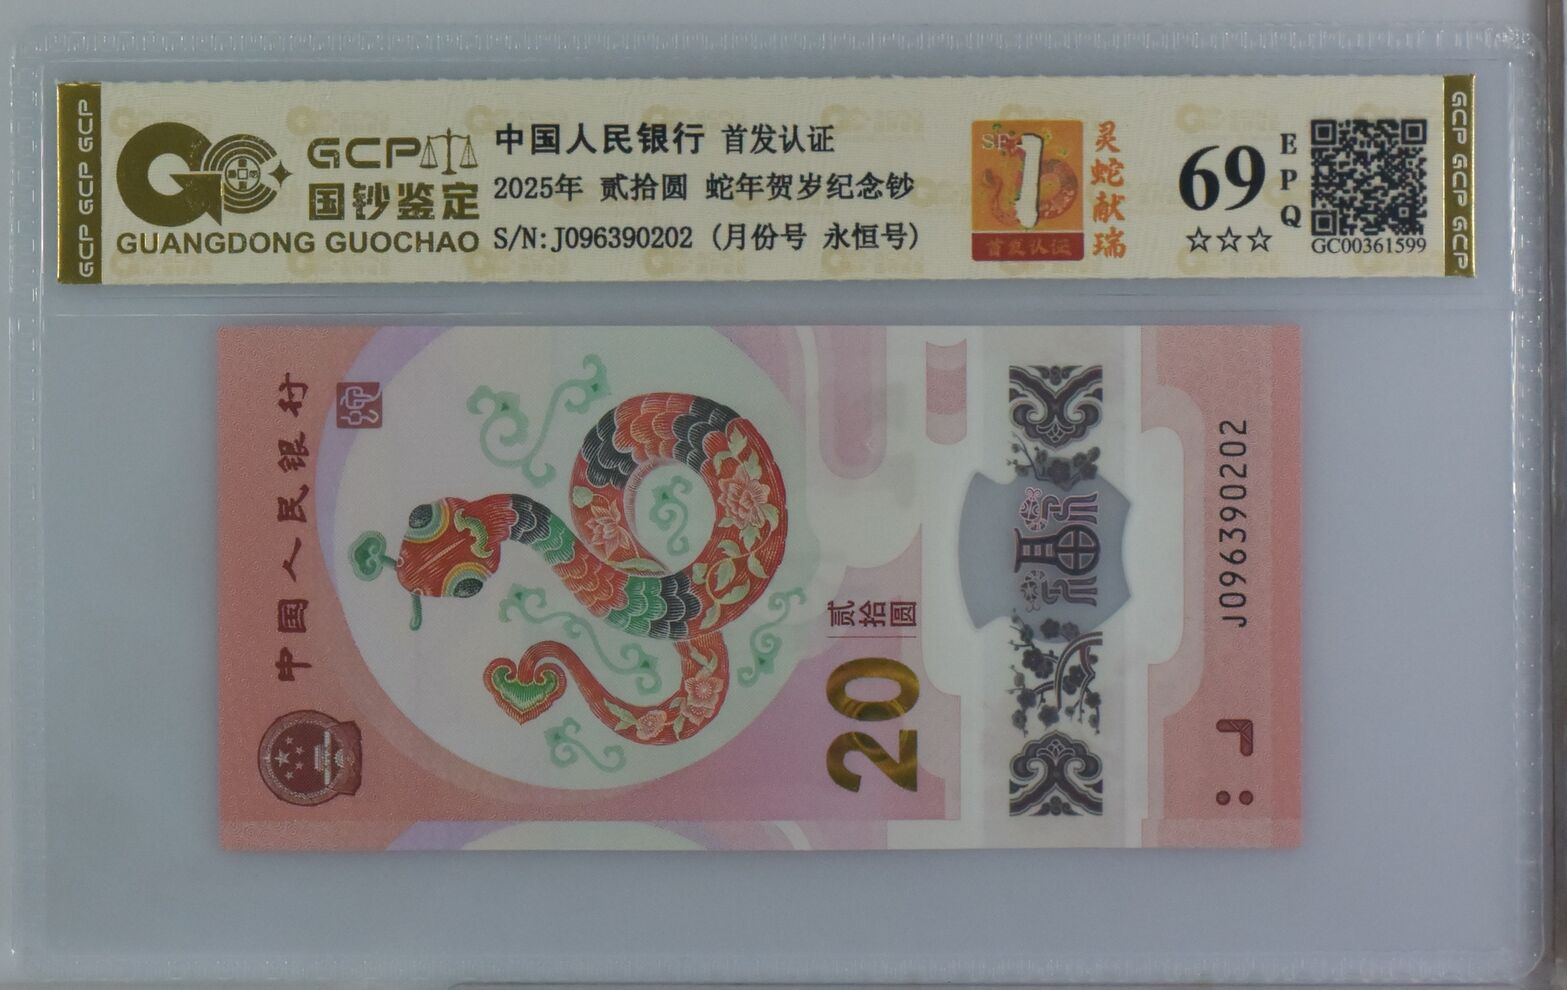 GCP GCP GCP
GCP
国钞鉴定
GUANGDONG GUOCHAO
中国人民银行 首发认证
2025年 贰拾圆 蛇年贺岁纪念钞
S/N:J096390202 (月份号 永恒号)
1
首发认证
灵蛇献瑞
69
EPQ
☆☆☆
GC00361599
GCP GCP GCP
中国人民银行
贰拾圆
20
福
J096390202